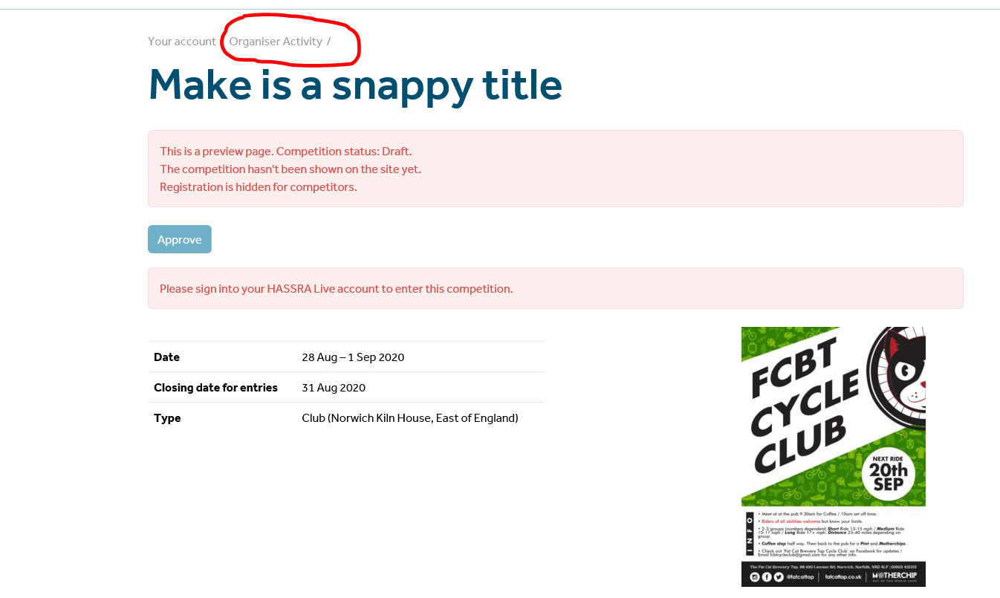 Your account
Organiser Activity /
Make is a snappy title
This is a preview page. Competition status: Draft.
The competition hasn't been shown on the site yet.
Registration is hidden for competitors.
Approve
Please sign into your HASSRA Live account to enter this competition.
Date 28 Aug – 1 Sep 2020
Closing date for entries 31 Aug 2020
Type Club (Norwich Kiln House, East of England)
FCBT
CYCLE
CLUB
NEXT RIDE
20th
SEP
INFO
• Meet at at the pub 9.30am for Coffee / 10am set off time.
• Riders of all abilities welcome but know your limits.
• 2-3 groups (numbers dependent) Short Ride 13-15 mph / Medium Ride
15-17 mph / Long Ride 17+ mph. Distance 25-40 miles depending on
group.
• Coffee stop half way. Then back to the pub for a Pint and Motherchips.
• Check out 'Fat Cat Brewery Tap Cycle Club' on Facebook for updates /
Email fcbtcycleclub@gmail.com for any other info.
The Fat Cat Brewery Tap, 98-100 Lawson Rd, Norwich, Norfolk, NR3 4LF | 01603 413153
@fatcattap fatcattap.co.uk MOTHERCHIP
OUT OF THIS WORLD CHIPS